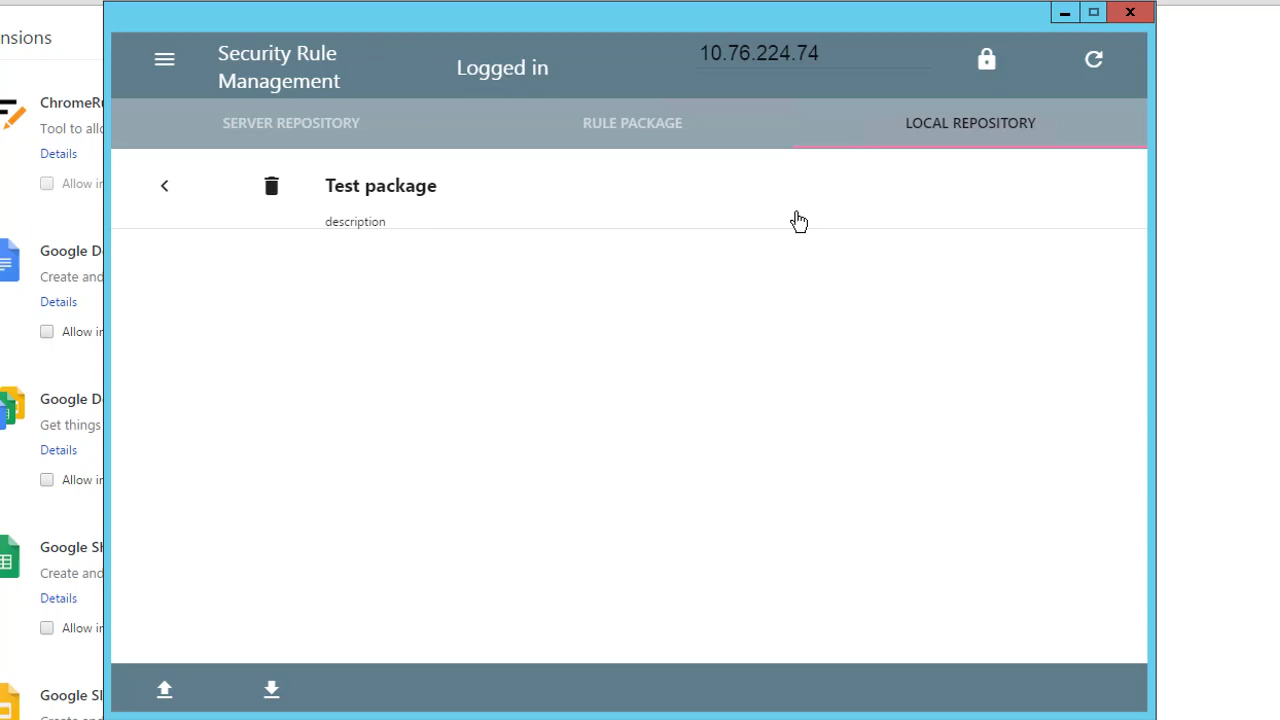 nsions
ChromeRu
Tool to allo
Details
Allow in
Google D
Create and
Details
Allow in
Google D
Get things
Details
Allow in
Google Sh
Create and
Details
Allow in
Google Sl
Security Rule
Management
Logged in
10.76.224.74
SERVER REPOSITORY
RULE PACKAGE
LOCAL REPOSITORY
Test package
description